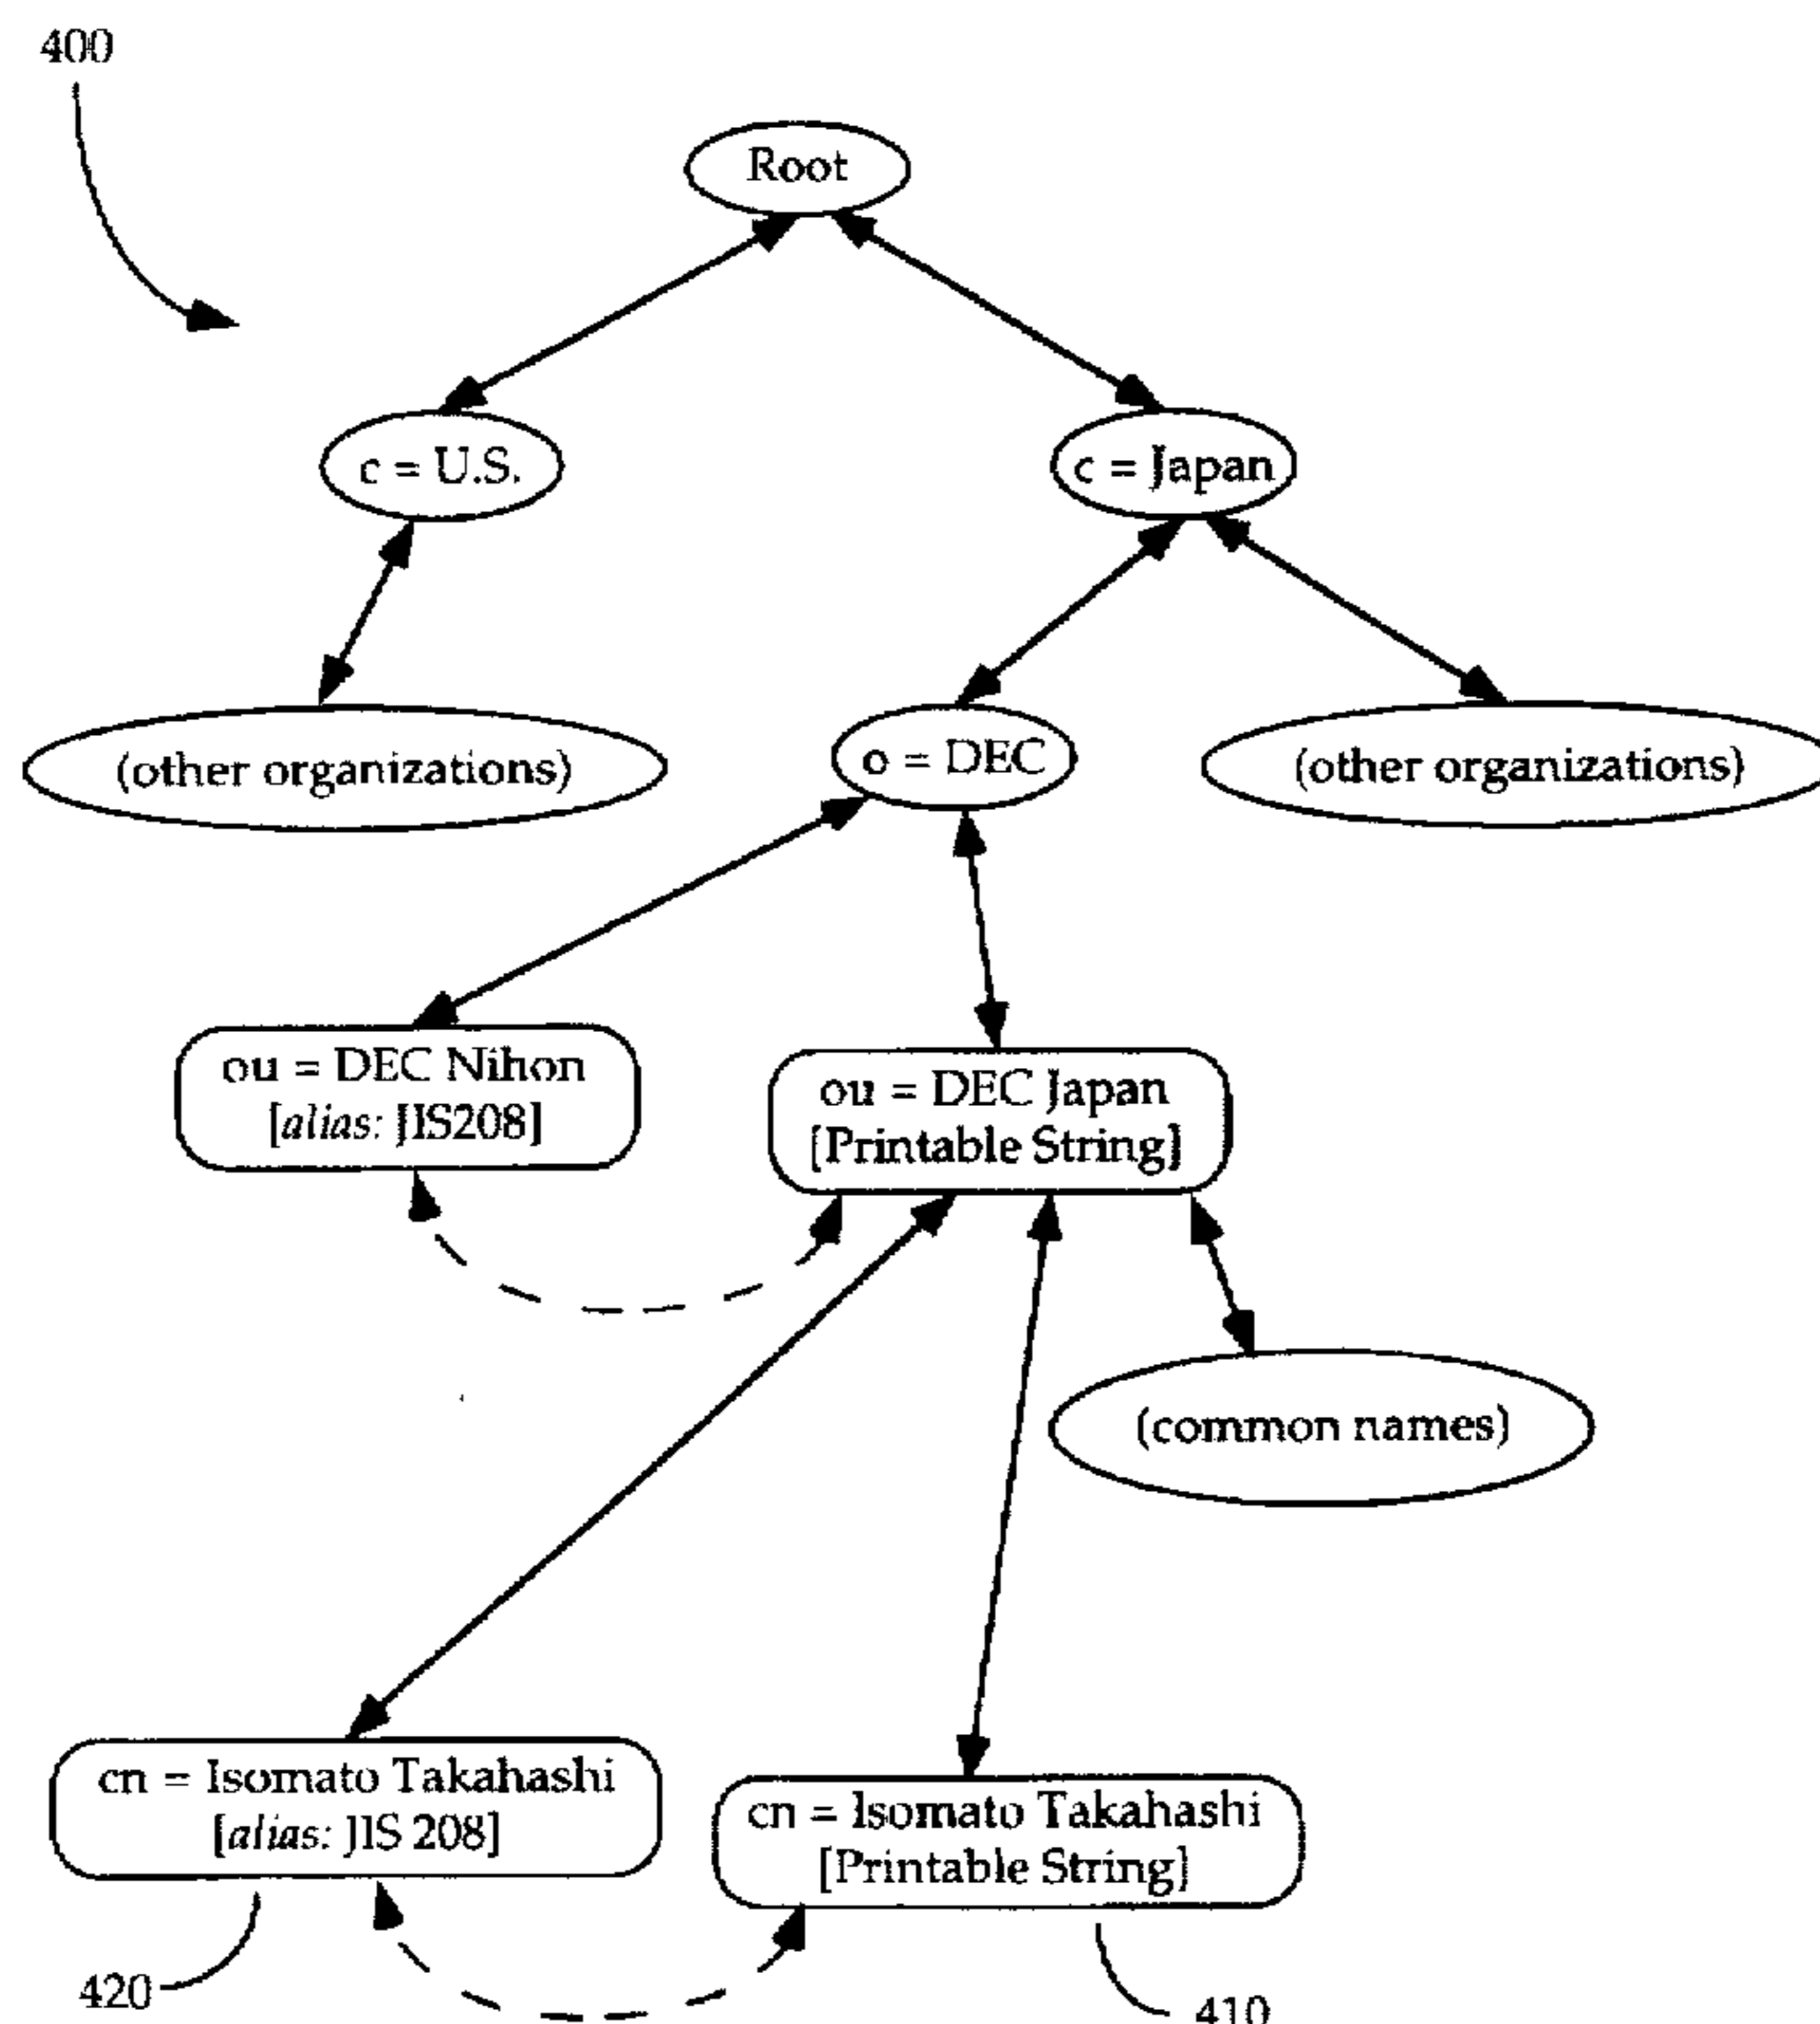 400
Root
c = U.S.
c = Japan
(other organizations)
o = DEC
(other organizations)
ou = DEC Nihon
[alias: JIS208]
ou = DEC Japan
[Printable String]
(common names)
cn = Isomato Takahashi
[alias: JIS 208]
cn = Isomato Takahashi
[Printable String]
420
410